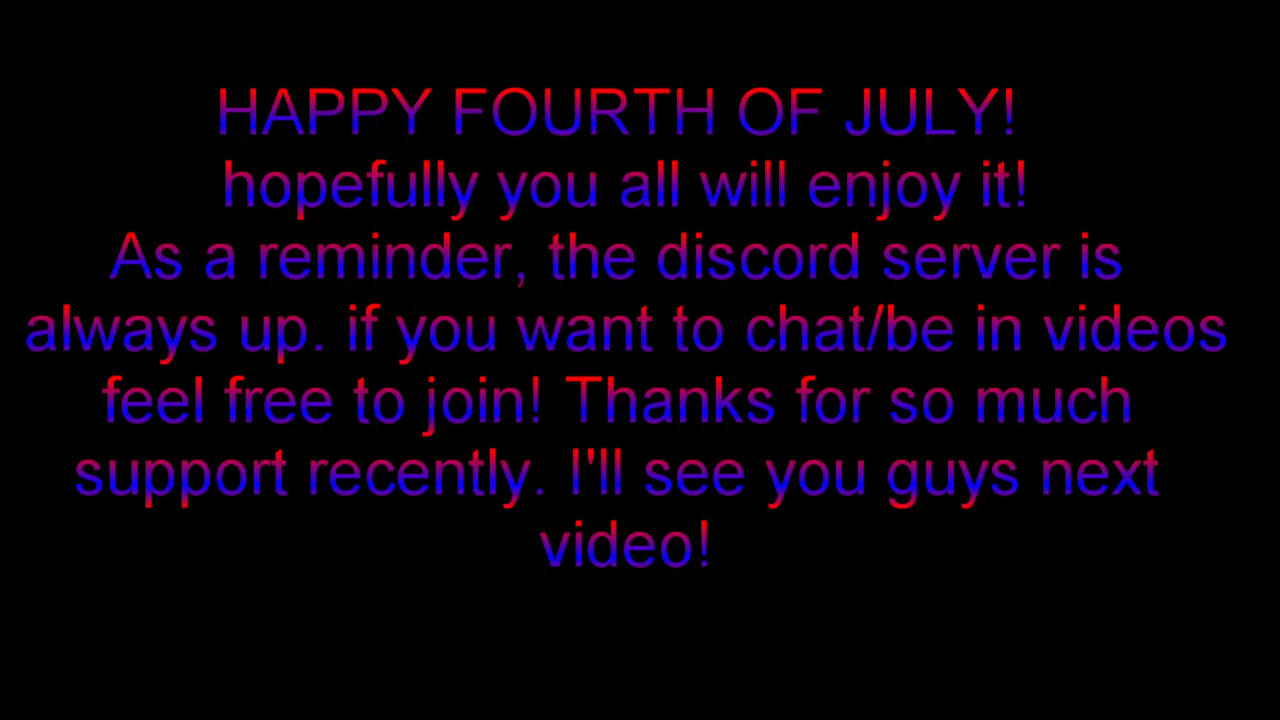 HAPPY FOURTH OF JULY!
hopefully you all will enjoy it!
As a reminder, the discord server is
always up. if you want to chat/be in videos
feel free to join! Thanks for so much
support recently. I'll see you guys next
video!